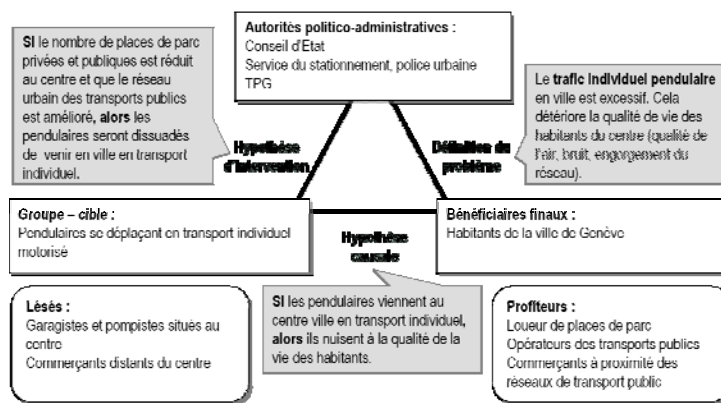 Autorités politico-administratives :
Conseil d'Etat
Service du stationnement, police urbaine
TPG
SI le nombre de places de parc
privées et publiques est réduit
au centre et que le réseau
urbain des transports publics
est amélioré, alors les
pendulaires seront dissuadés
de venir en ville en transport
individuel.
Le trafic individuel pendulaire
en ville est excessif. Cela
détériore la qualité de vie des
habitants du centre (qualité de
l'air, bruit, engorgement du
réseau).
Hypothèse
d'intervention
Définition du
problème
Groupe – cible :
Pendulaires se déplaçant en transport individuel
motorisé
Hypothèse
causale
Bénéficiaires finaux :
Habitants de la ville de Genève
Lésés :
Garagistes et pompistes situés au
centre
Commerçants distants du centre
SI les pendulaires viennent au
centre ville en transport individuel,
alors ils nuisent à la qualité de la
vie des habitants.
Profiteurs :
Loueur de places de parc
Opérateurs des transports publics
Commerçants à proximité des
réseaux de transport public